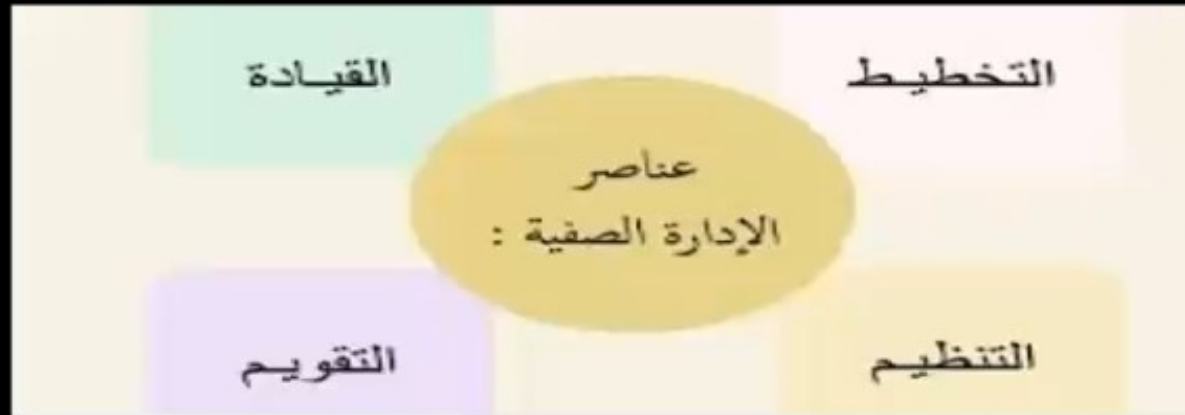 التخطيط
القيادة
عناصر
الإدارة الصفية :
التنظيم
التقويم